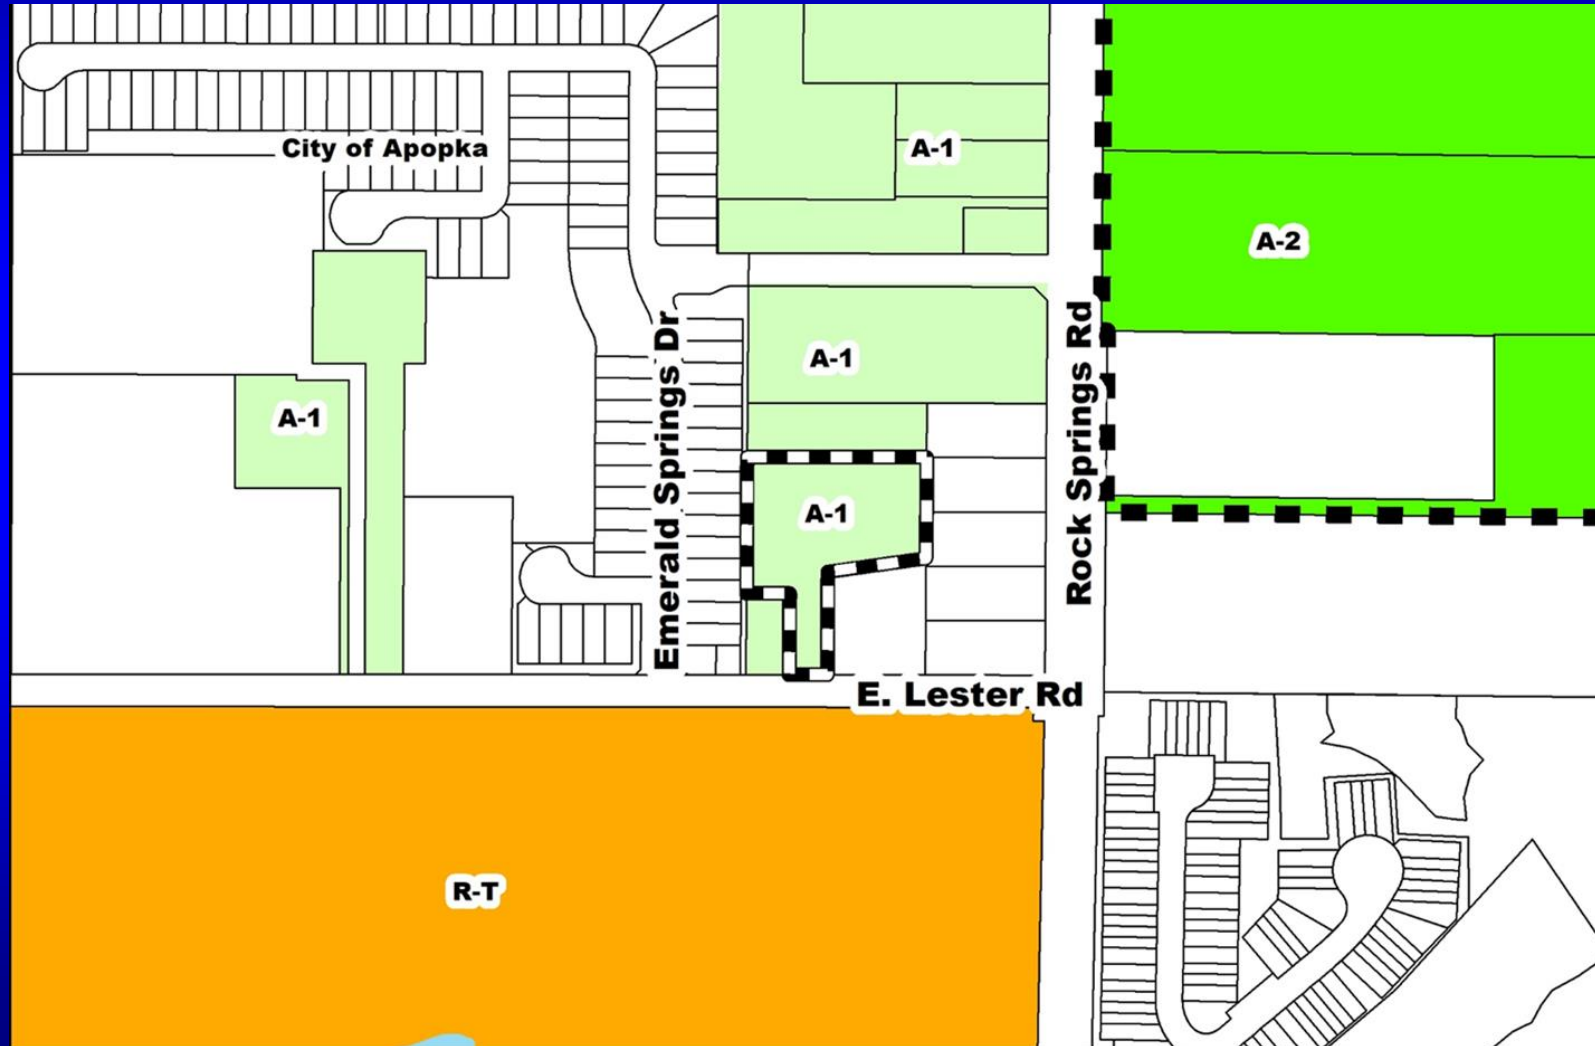 City of Apopka
A-1
A-2
A-1
A-1
A-1
Emerald Springs Dr
Rock Springs Rd
E. Lester Rd
R-T